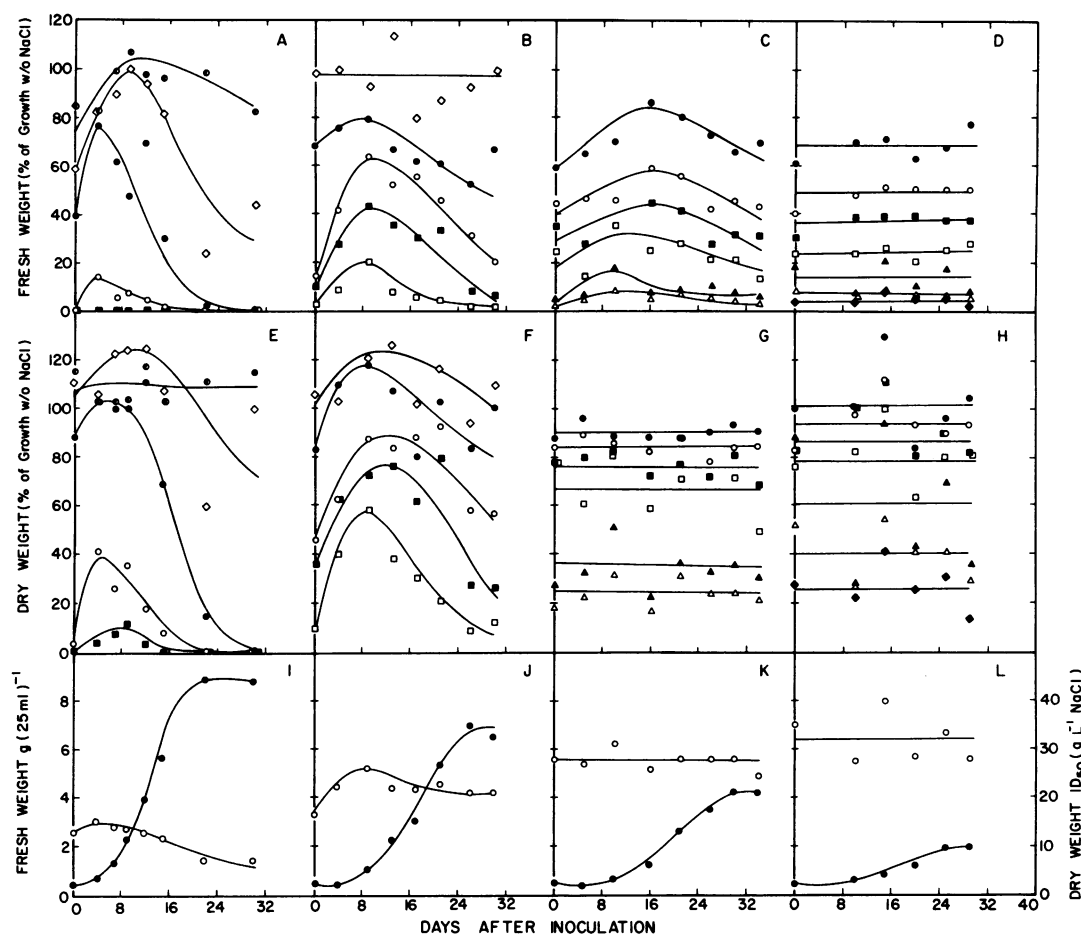 FRESH WEIGHT (% of Growth w/o NaCl)
120
100
80
60
40
20
0
A
B
C
D
DRY WEIGHT (% of Growth w/o NaCl)
120
100
80
60
40
20
0
E
F
G
H
FRESH WEIGHT g (25 ml)⁻¹
8
6
4
2
0
I
J
K
L
40
30
20
10
0
DRY WEIGHT ID₅₀ (g L⁻¹ NaCl)
0 8 16 24 32
0 8 16 24
0 8 16 24
0 8 16 24 32 40
DAYS AFTER INOCULATION